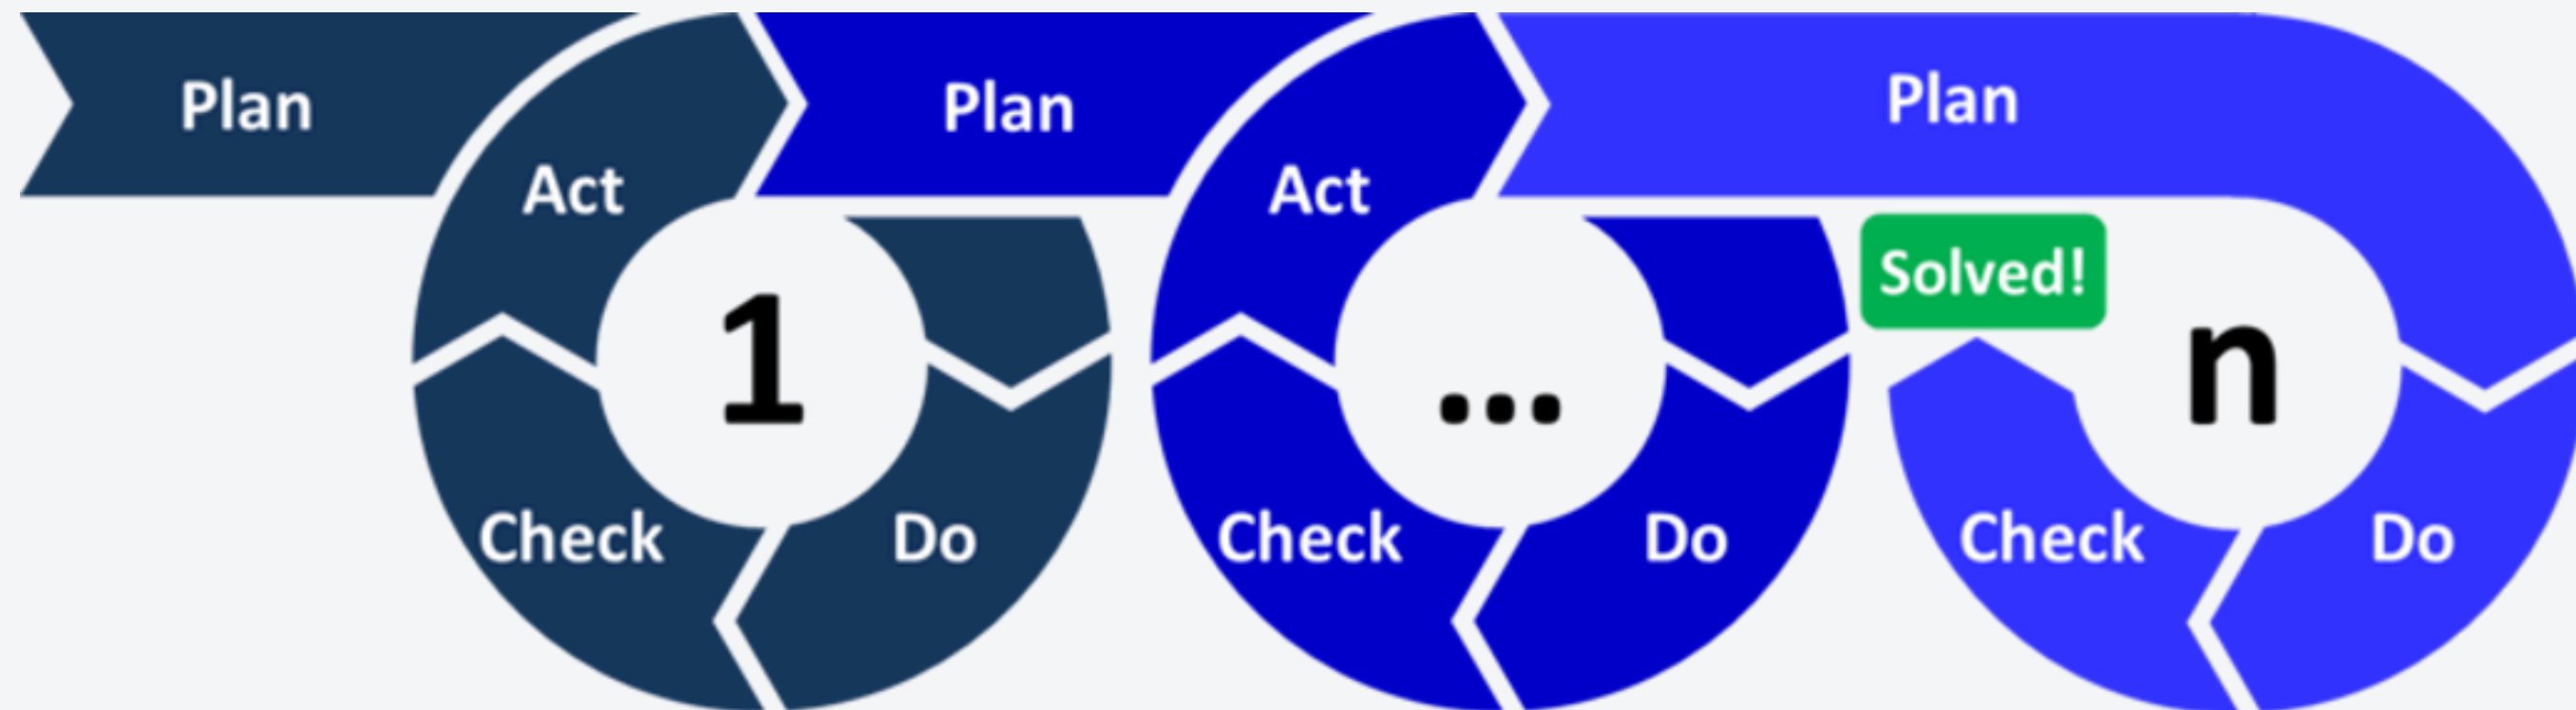 Plan
Act
1
Check
Do
Plan
Act
...
Check
Do
Plan
Solved!
n
Check
Do